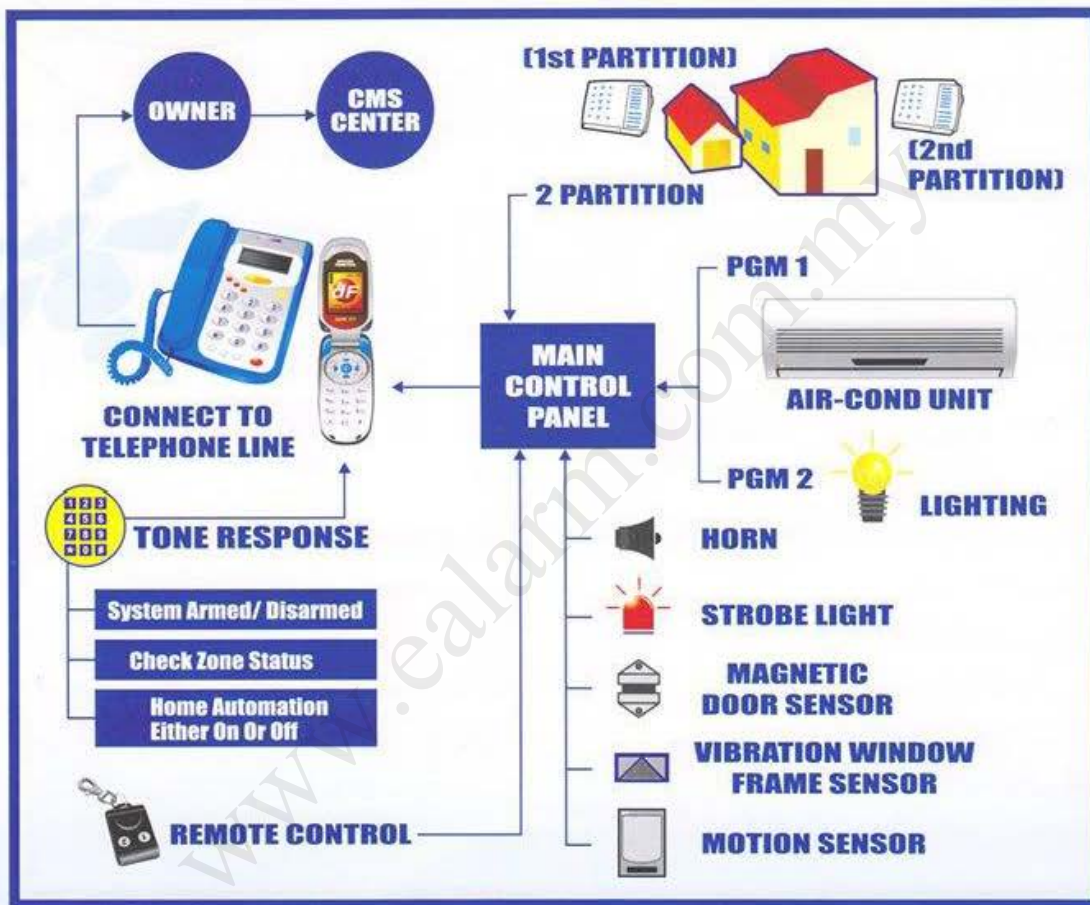 OWNER
CMS
CENTER
(1st PARTITION)
(2nd
PARTITION)
2 PARTITION
PGM 1
AIR-COND UNIT
MAIN
CONTROL
PANEL
CONNECT TO
TELEPHONE LINE
PGM 2
LIGHTING
TONE RESPONSE
System Armed/ Disarmed
Check Zone Status
Home Automation
Either On Or Off
HORN
STROBE LIGHT
MAGNETIC
DOOR SENSOR
VIBRATION WINDOW
FRAME SENSOR
REMOTE CONTROL
MOTION SENSOR
www.ealarm.com.my